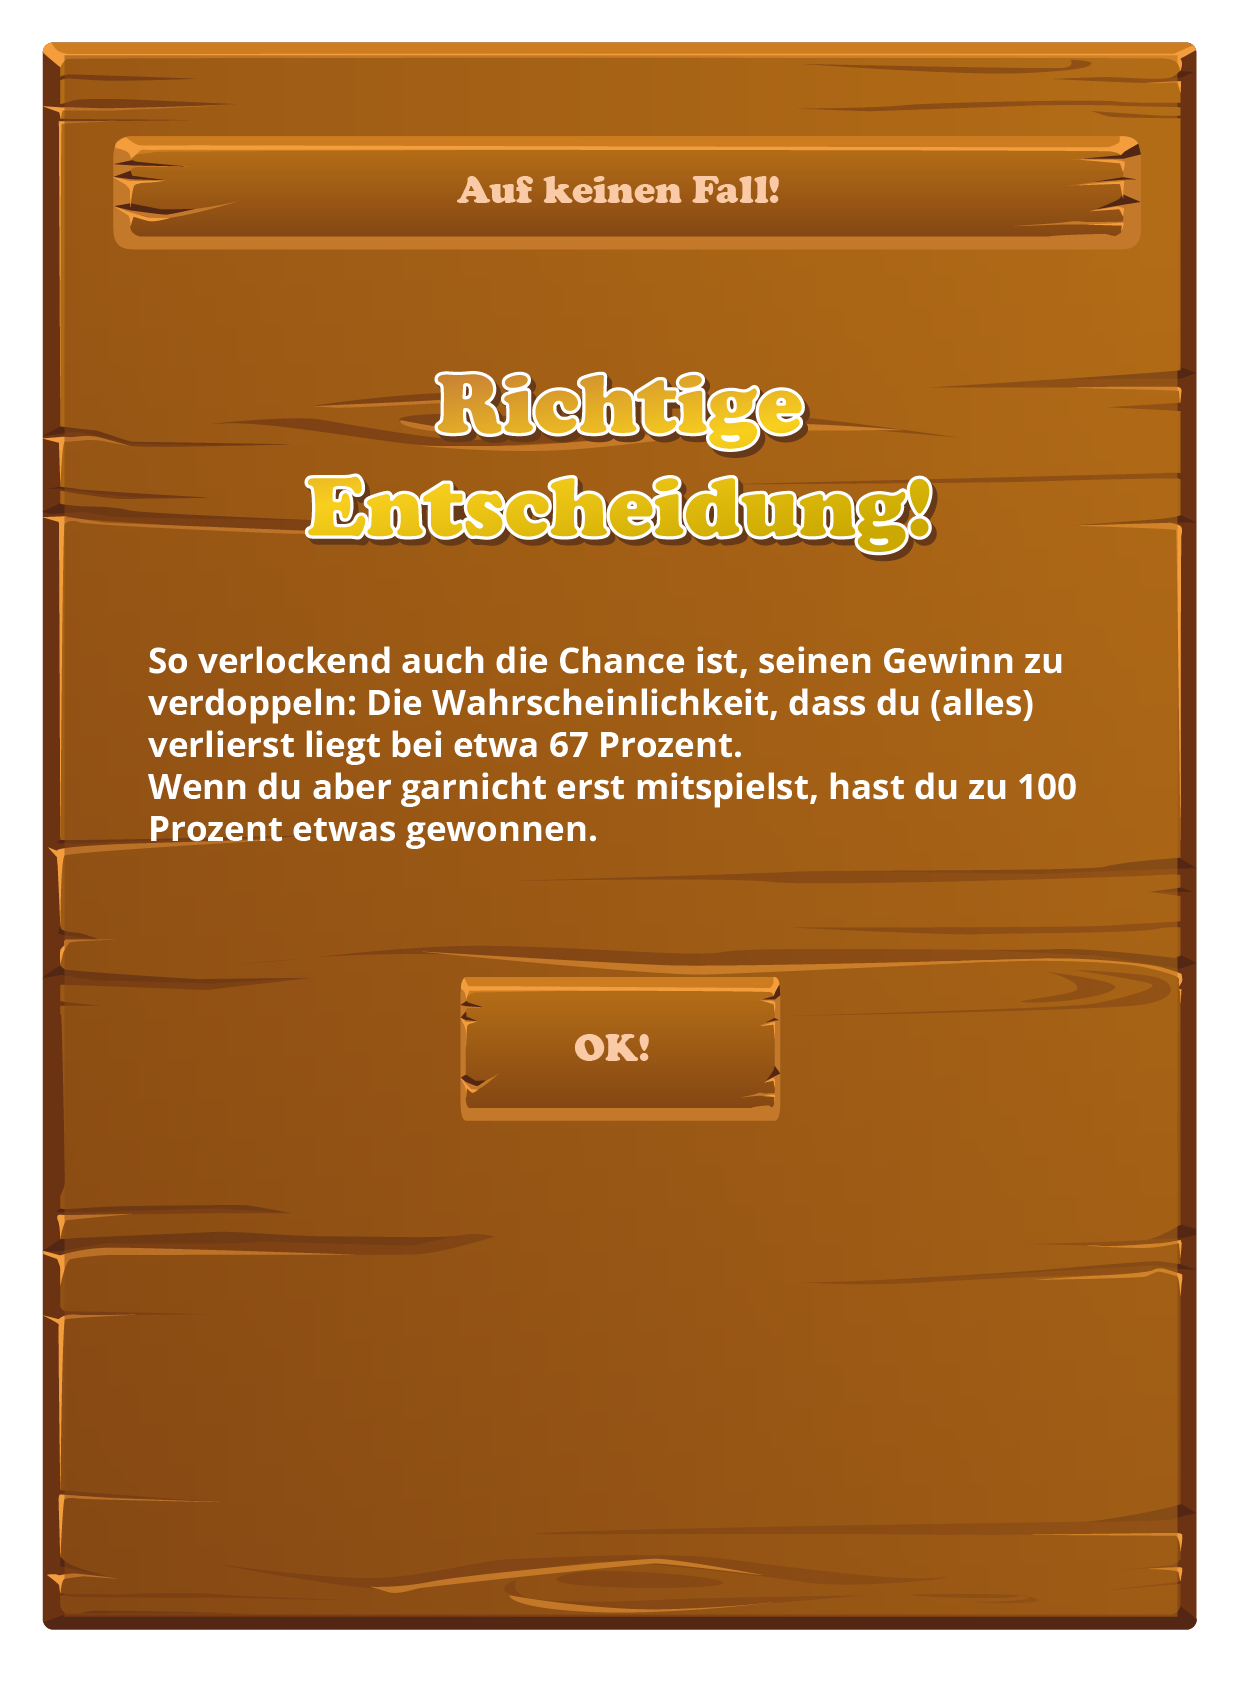 Auf keinen Fall!
Richtige
Entscheidung!
So verlockend auch die Chance ist, seinen Gewinn zu
verdoppeln: Die Wahrscheinlichkeit, dass du (alles)
verlierst liegt bei etwa 67 Prozent.
Wenn du aber garnicht erst mitspielst, hast du zu 100
Prozent etwas gewonnen.
OK!